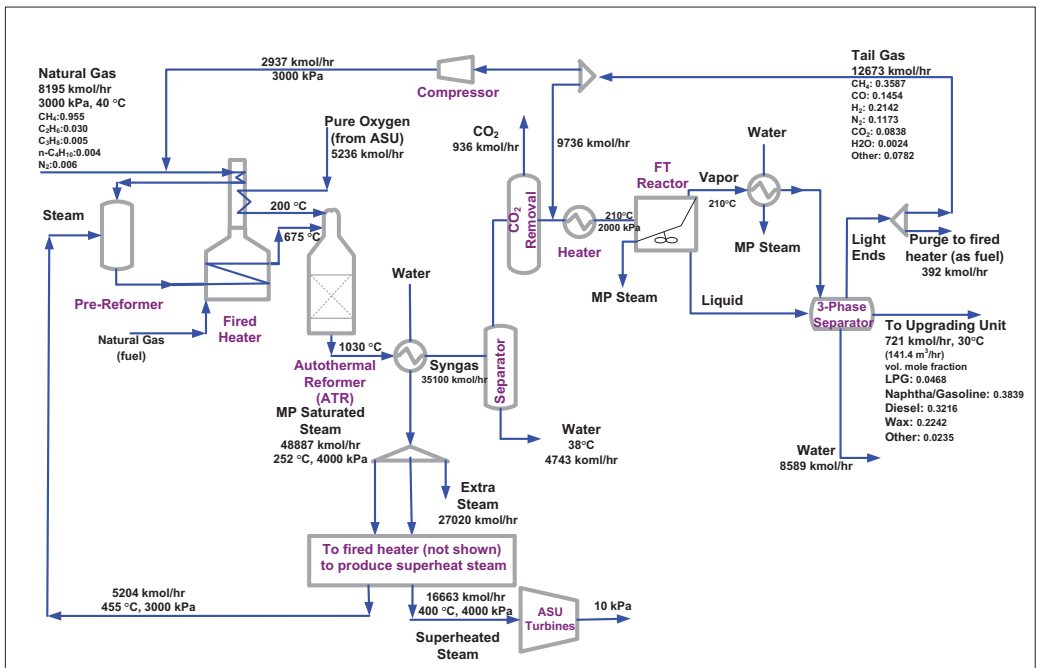 2937 kmol/hr
3000 kPa
Compressor
Natural Gas
8195 kmol/hr
3000 kPa, 40 °C
CH₄:0.955
C₂H₆:0.030
C₃H₈:0.005
n-C₄H₁₀:0.004
N₂:0.006
Pure Oxygen
(from ASU)
5236 kmol/hr
CO₂
936 kmol/hr
9736 kmol/hr
Tail Gas
12673 kmol/hr
CH₄: 0.3587
CO: 0.1454
H₂: 0.2142
N₂: 0.1173
CO₂: 0.0838
H2O: 0.0024
Other: 0.0782
Water
FT
Reactor
Vapor
210°C
Steam
200 °C
675 °C
CO₂
Removal
210°C
2000 kPa
Heater
MP Steam
MP Steam
Light
Ends
Purge to fired
heater (as fuel)
392 kmol/hr
Pre-Reformer
Natural Gas
(fuel)
Fired
Heater
Water
Liquid
3-Phase
Separator
1030 °C
Autothermal
Reformer
(ATR)
Syngas
35100 kmol/hr
Separator
To Upgrading Unit
721 kmol/hr, 30°C
(141.4 m³/hr)
vol. mole fraction
LPG: 0.0468
Naphtha/Gasoline: 0.3839
Diesel: 0.3216
Wax: 0.2242
Other: 0.0235
MP Saturated
Steam
48887 kmol/hr
252 °C, 4000 kPa
Water
38°C
4743 koml/hr
Water
8589 kmol/hr
Extra
Steam
27020 kmol/hr
To fired heater (not shown)
to produce superheat steam
5204 kmol/hr
455 °C, 3000 kPa
16663 kmol/hr
400 °C, 4000 kPa
Superheated
Steam
ASU
Turbines
10 kPa